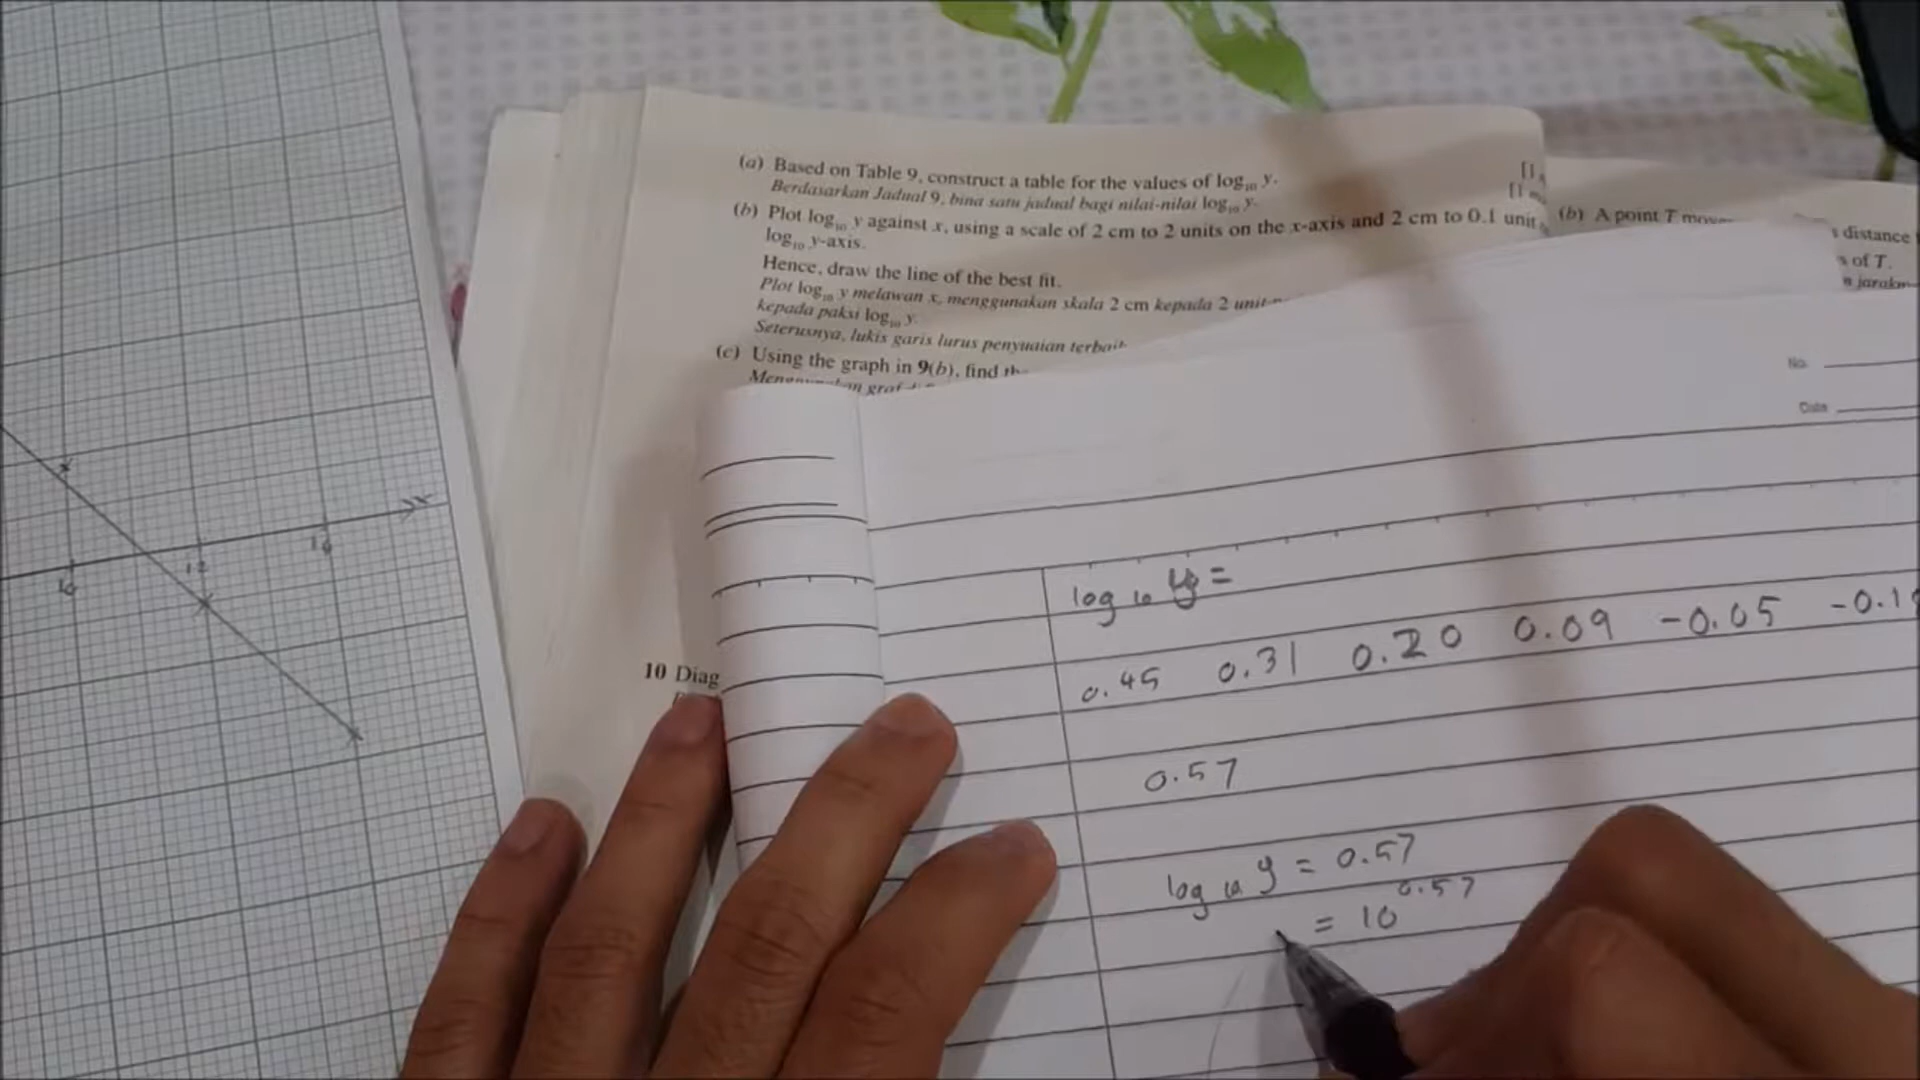 (a) Based on Table 9, construct a table for the values of log₁₀ y.
Berdasarkan Jadual 9, bina satu jadual bagi nilai-nilai log₁₀ y.
(b) Plot log₁₀ y against x, using a scale of 2 cm to 2 units on the x-axis and 2 cm to 0.1 unit
log₁₀ y-axis.
Hence, draw the line of the best fit.
Plot log₁₀ y melawan x, menggunakan skala 2 cm kepada 2 unit
kepada paksi log₁₀ y.
Seterusnya, lukis garis lurus penyuaian
(c) Using the graph in 9(b), find
10
(b) A point T
distance
of T.
No.
Date
x
10
12
log 10 y =
0.45 0.31 0.20 0.09 -0.05
0.57
log 10 y = 0.57
= 10^0.57